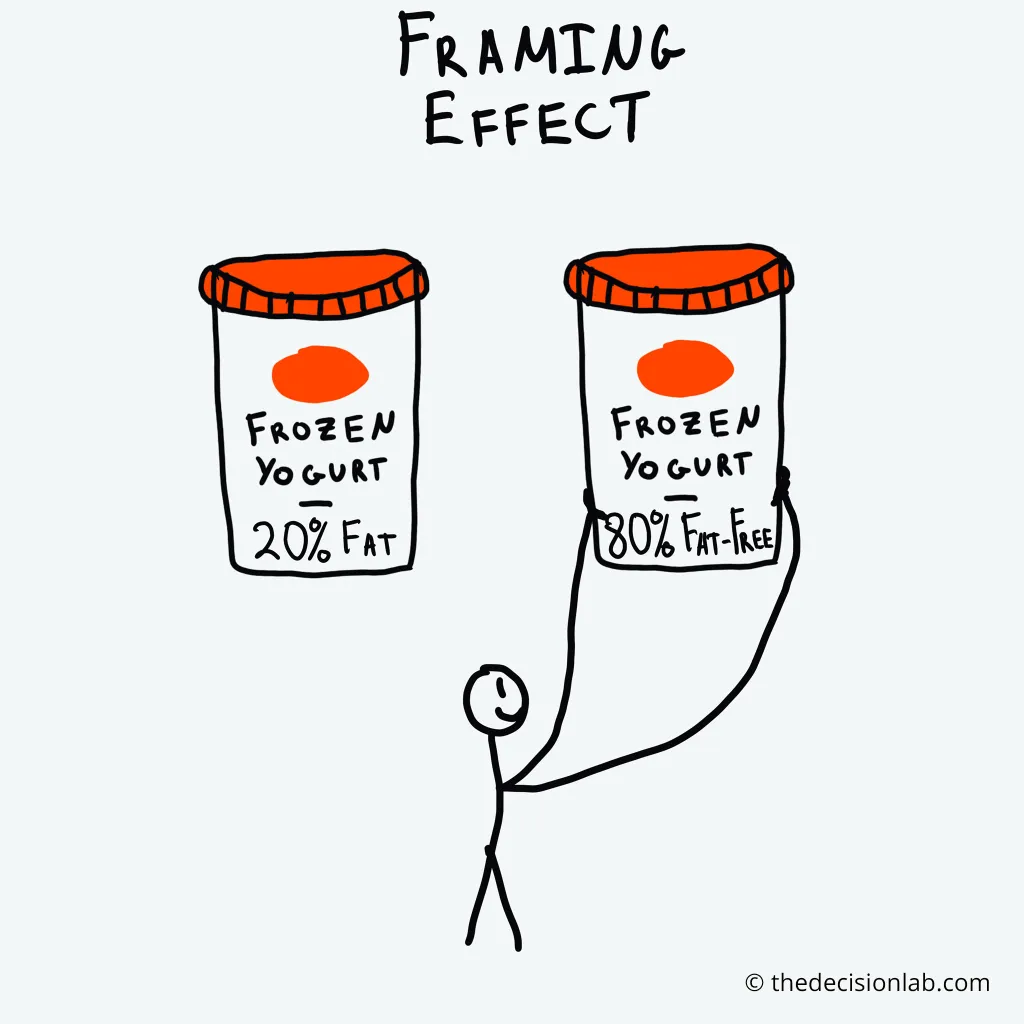 FRAMING
EFFECT
FROZEN
YOGURT
20% FAT
FROZEN
YOGURT
80% FAT-FREE
© thedecisionlab.com